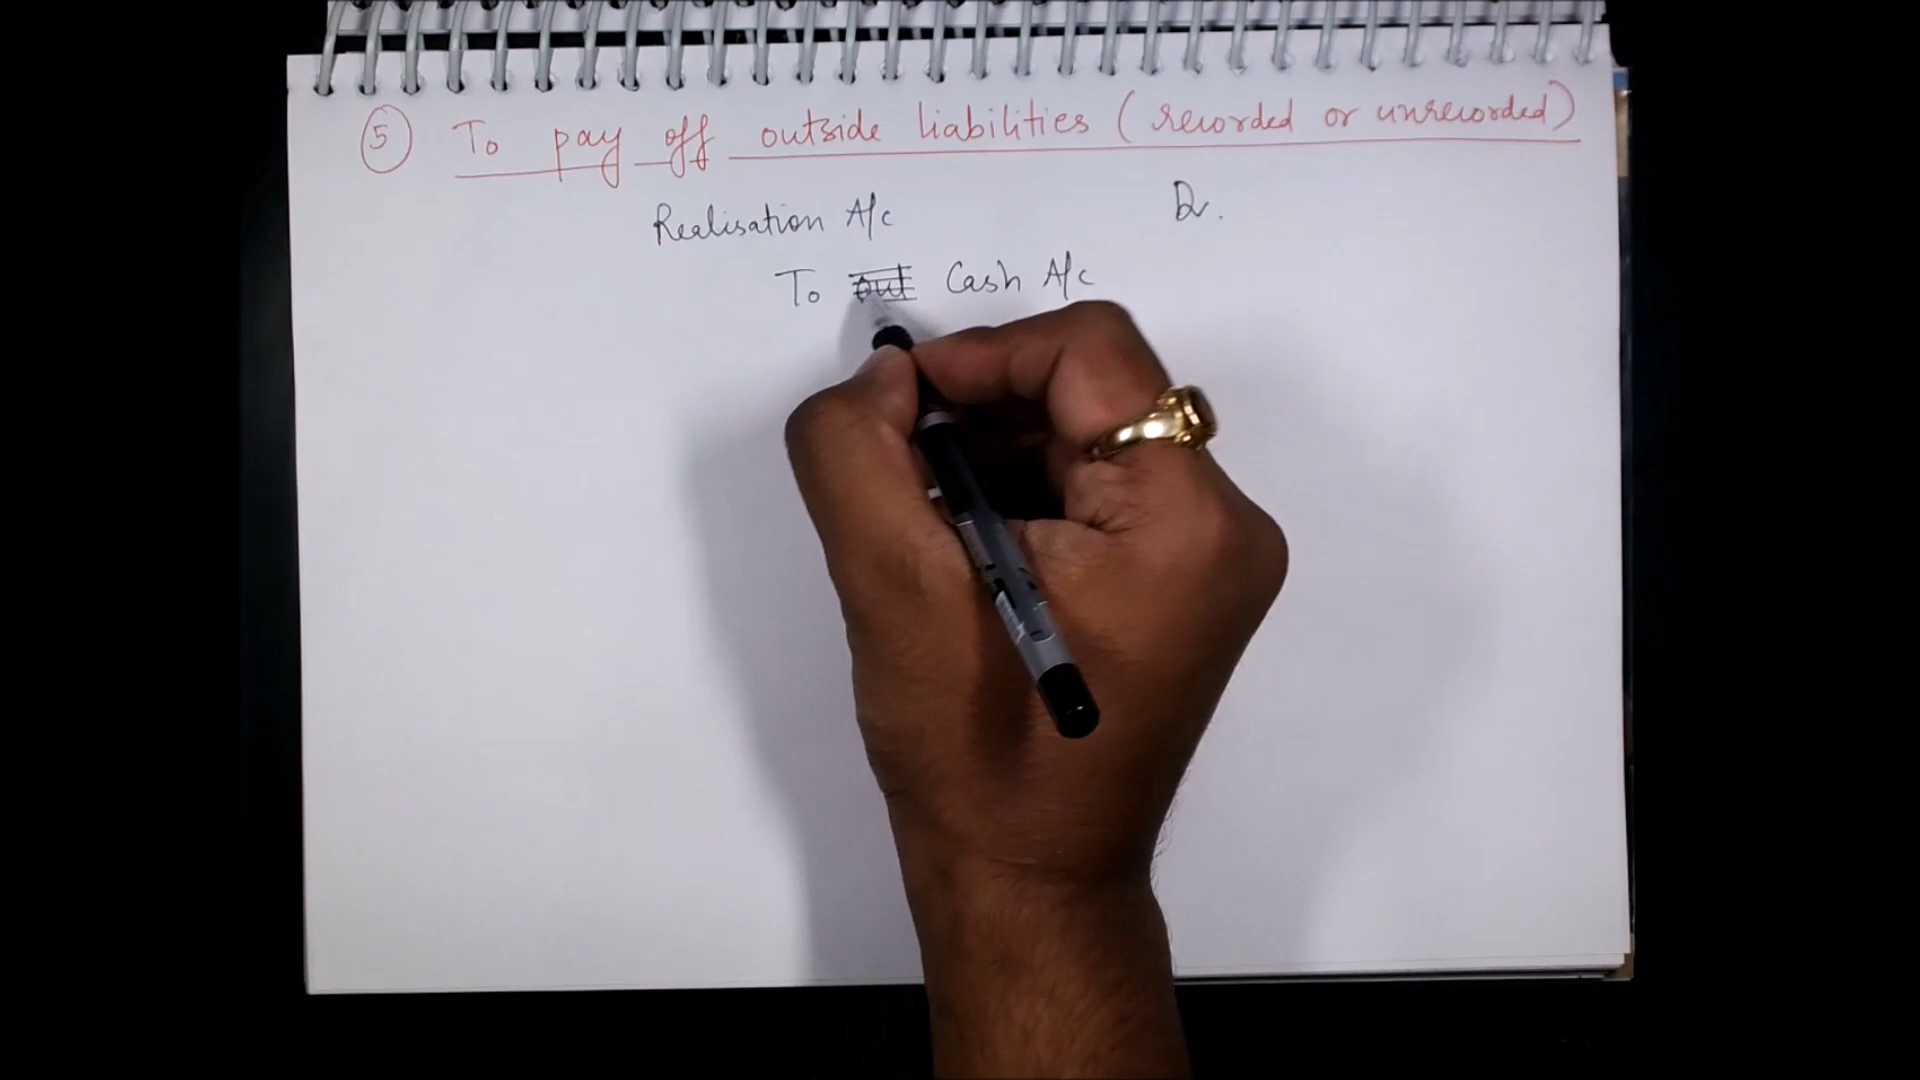 5 To pay off outside liabilities (recorded or unrecorded)
Realisation A/c Dr.
To out Cash A/c